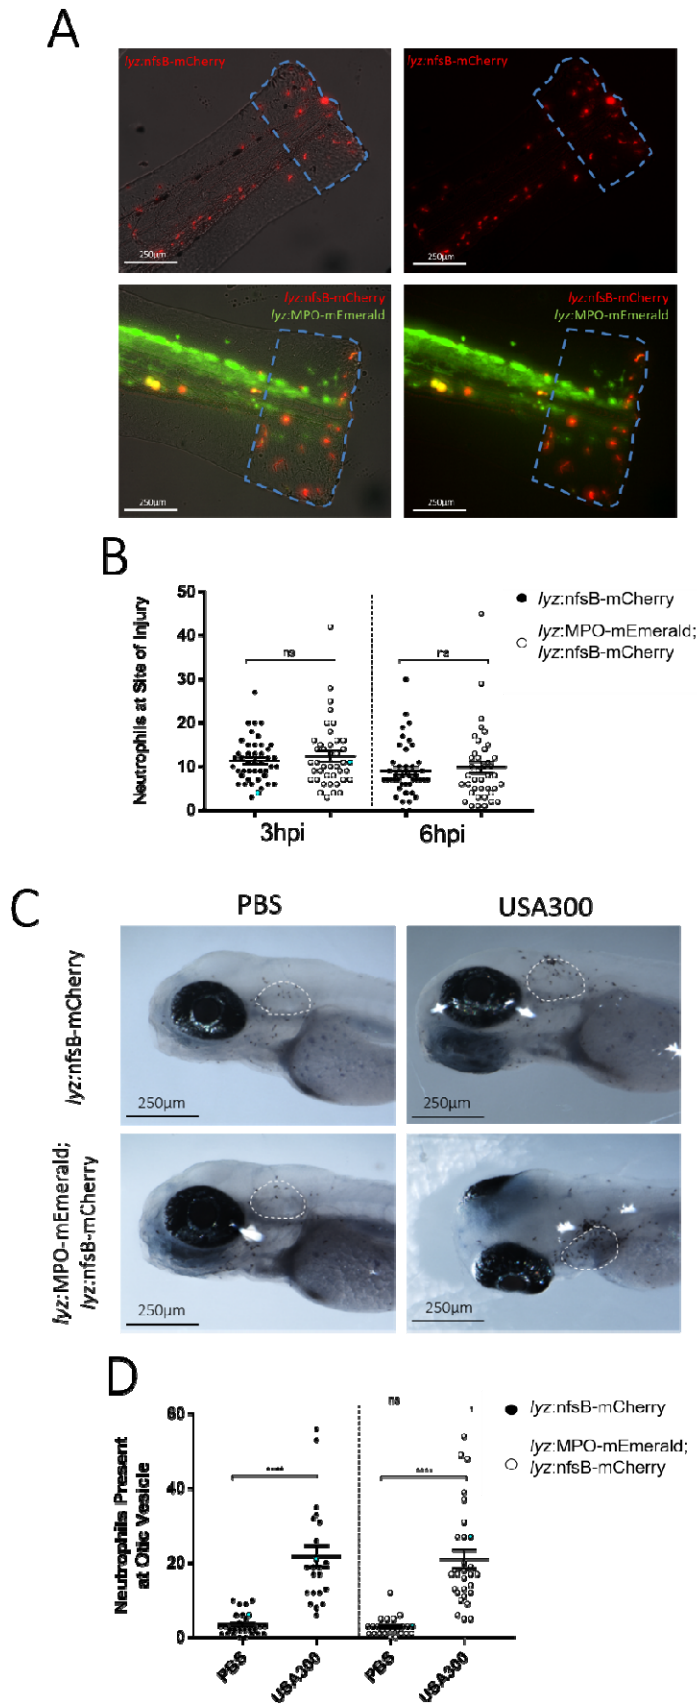 A
lyz:nfsB-mCherry
lyz:nfsB-mCherry
250µm
250µm
lyz:nfsB-mCherry
lyz:MPO-mEmerald
lyz:nfsB-mCherry
lyz:MPO-mEmerald
250µm
250µm
B
Neutrophils at Site of Injury
50
40
30
20
10
0
ns
ns
3hpi
6hpi
lyz:nfsB-mCherry
lyz:MPO-mEmerald;
lyz:nfsB-mCherry
C
PBS
USA300
lyz:nfsB-mCherry
250µm
250µm
lyz:MPO-mEmerald;
lyz:nfsB-mCherry
250µm
250µm
D
Neutrophils Present
at Otic Vesicle
60
40
20
0
ns
****
****
PBS
USA300
PBS
USA300
lyz:nfsB-mCherry
lyz:MPO-mEmerald;
lyz:nfsB-mCherry